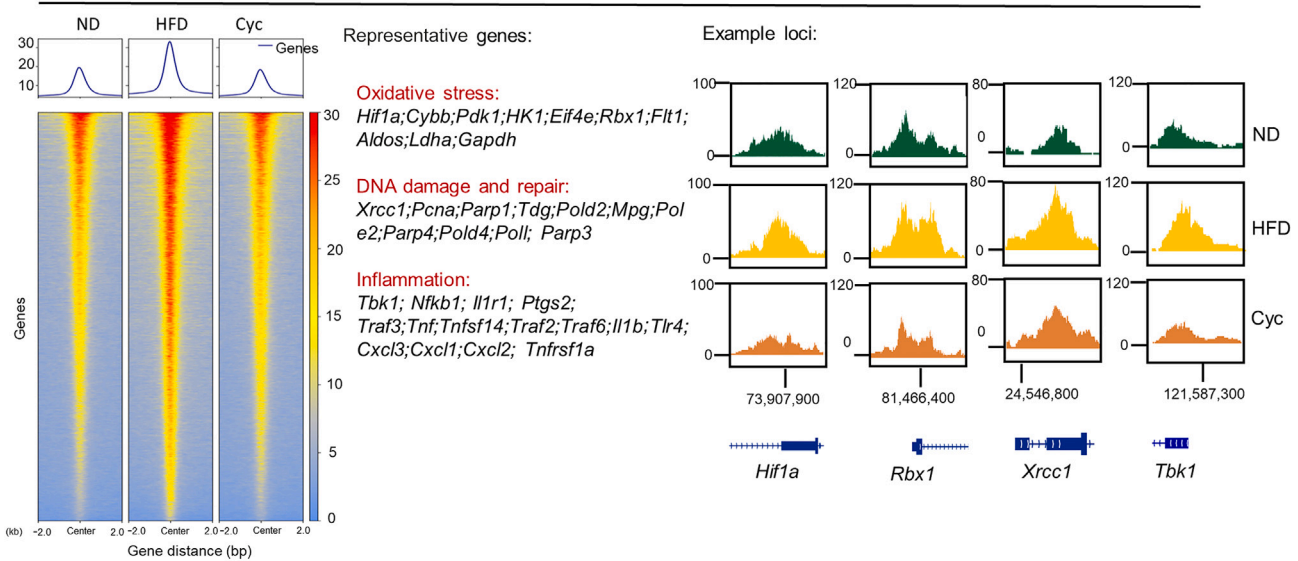 ND HFD Cyc
Genes
30
20
10
Genes
30
25
20
15
10
5
0
(kb) -2.0 Center 2.0 -2.0 Center 2.0 -2.0 Center 2.0
Gene distance (bp)
Representative genes:
Oxidative stress:
Hif1a;Cybb;Pdk1;HK1;Eif4e;Rbx1;Flt1;
Aldos;Ldha;Gapdh
DNA damage and repair:
Xrcc1;Pcna;Parp1;Tdg;Pold2;Mpg;Pol
e2;Parp4;Pold4;Poll; Parp3
Inflammation:
Tbk1; Nfkb1; Il1r1; Ptgs2;
Traf3;Tnf;Tnfsf14;Traf2;Traf6;Il1b;Tlr4;
Cxcl3;Cxcl1;Cxcl2; Tnfrsf1a
Example loci:
100 120 80 120
0 0 0 0
ND
100 120 80 120
0 0 0 0
HFD
100 120 80 120
0 0 0 0
Cyc
73,907,900 81,466,400 24,546,800 121,587,300
Hif1a Rbx1 Xrcc1 Tbk1